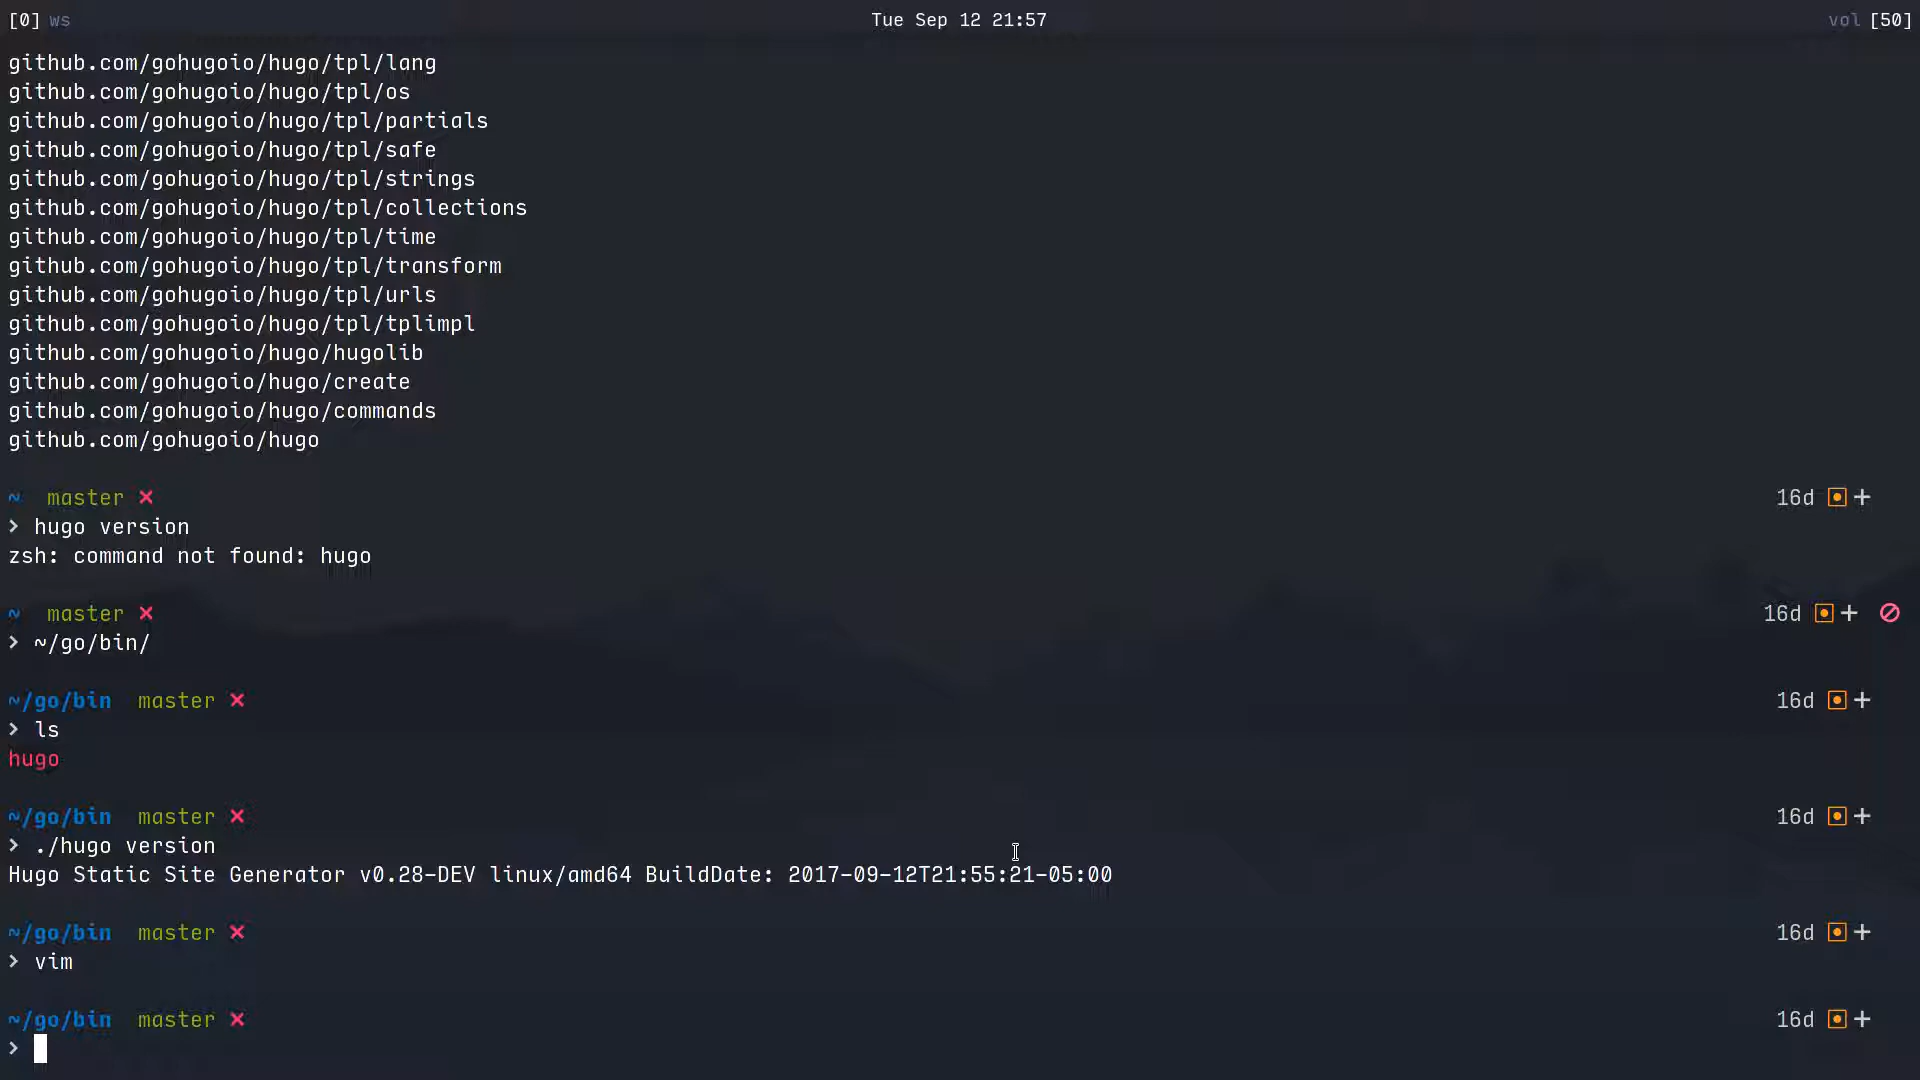 [0] ws Tue Sep 12 21:57 vol [50]
github.com/gohugoio/hugo/tpl/lang
github.com/gohugoio/hugo/tpl/os
github.com/gohugoio/hugo/tpl/partials
github.com/gohugoio/hugo/tpl/safe
github.com/gohugoio/hugo/tpl/strings
github.com/gohugoio/hugo/tpl/collections
github.com/gohugoio/hugo/tpl/time
github.com/gohugoio/hugo/tpl/transform
github.com/gohugoio/hugo/tpl/urls
github.com/gohugoio/hugo/tpl/tplimpl
github.com/gohugoio/hugo/hugolib
github.com/gohugoio/hugo/create
github.com/gohugoio/hugo/commands
github.com/gohugoio/hugo
~ master ✕ 16d +
> hugo version
zsh: command not found: hugo
~ master ✕ 16d +
> ~/go/bin/
~/go/bin master ✕ 16d +
> ls
hugo
~/go/bin master ✕ 16d +
> ./hugo version
Hugo Static Site Generator v0.28-DEV linux/amd64 BuildDate: 2017-09-12T21:55:21-05:00
~/go/bin master ✕ 16d +
> vim
~/go/bin master ✕ 16d +
>